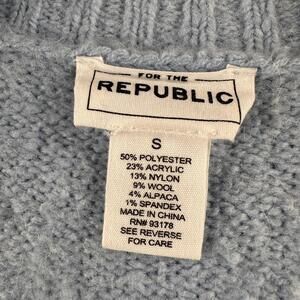 FOR THE
REPUBLIC
S
50% POLYESTER
23% ACRYLIC
13% NYLON
9% WOOL
4% ALPACA
1% SPANDEX
MADE IN CHINA
RN# 93178
SEE REVERSE
FOR CARE